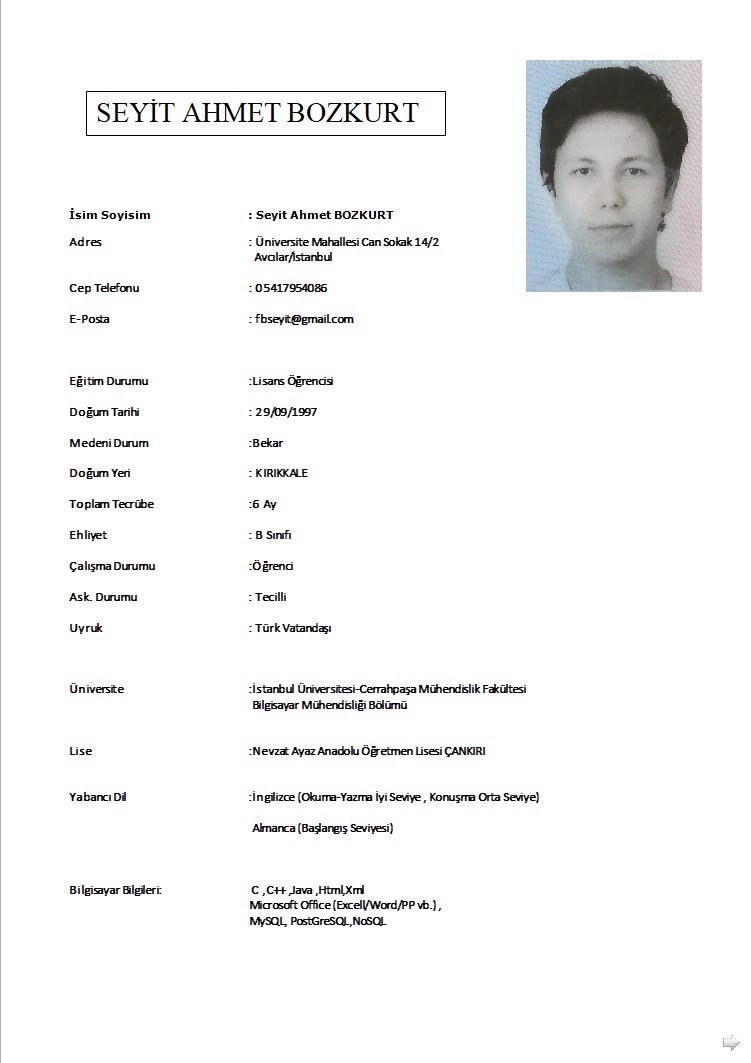 SEYİT AHMET BOZKURT
İsim Soyisim : Seyit Ahmet BOZKURT
Adres : Üniversite Mahallesi Can Sokak 14/2
Avcılar/İstanbul
Cep Telefonu : 05417954086
E-Posta : fbseyit@gmail.com
Eğitim Durumu :Lisans Öğrencisi
Doğum Tarihi : 29/09/1997
Medeni Durum :Bekar
Doğum Yeri : KIRIKKALE
Toplam Tecrübe :6 Ay
Ehliyet : B Sınıfı
Çalışma Durumu :Öğrenci
Ask. Durumu : Tecilli
Uyruk : Türk Vatandaşı
Üniversite :İstanbul Üniversitesi-Cerrahpaşa Mühendislik Fakültesi
Bilgisayar Mühendisliği Bölümü
Lise :Nevzat Ayaz Anadolu Öğretmen Lisesi ÇANKIRI
Yabancı Dil :İngilizce (Okuma-Yazma İyi Seviye , Konuşma Orta Seviye)
Almanca (Başlangış Seviyesi)
Bilgisayar Bilgileri: C ,C++ ,Java ,Html,Xml
Microsoft Office (Excell/Word/PP vb.) ,
MySQL, PostGreSQL,NoSQL